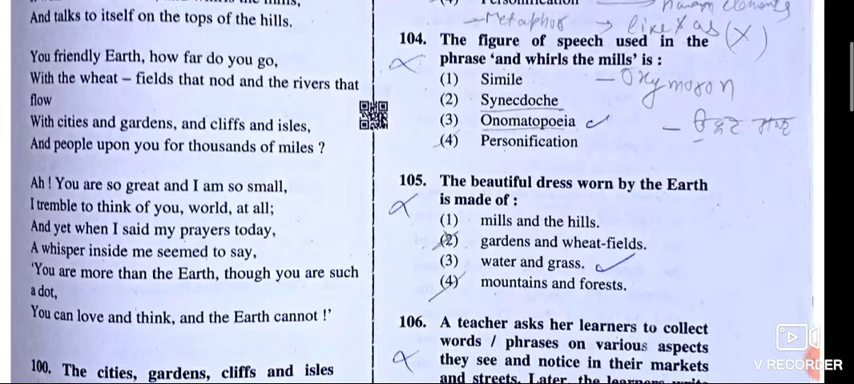 And talks to itself on the tops of the hills.
You friendly Earth, how far do you go,
With the wheat – fields that nod and the rivers that
flow
With cities and gardens, and cliffs and isles,
And people upon you for thousands of miles ?
Ah ! You are so great and I am so small,
I tremble to think of you, world, at all;
And yet when I said my prayers today,
A whisper inside me seemed to say,
'You are more than the Earth, though you are such
a dot,
You can love and think, and the Earth cannot !'
100. The cities, gardens, cliffs and isles
Metaphor → like X as (X)
104. The figure of speech used in the
phrase 'and whirls the mills' is :
(1) Simile
(2) Synecdoche
(3) Onomatopoeia
(4) Personification
– Oxymoron
105. The beautiful dress worn by the Earth
is made of :
(1) mills and the hills.
(2) gardens and wheat-fields.
(3) water and grass.
(4) mountains and forests.
106. A teacher asks her learners to collect
words / phrases on various aspects
they see and notice in their markets
and streets. Later, the learners
V RECORDER